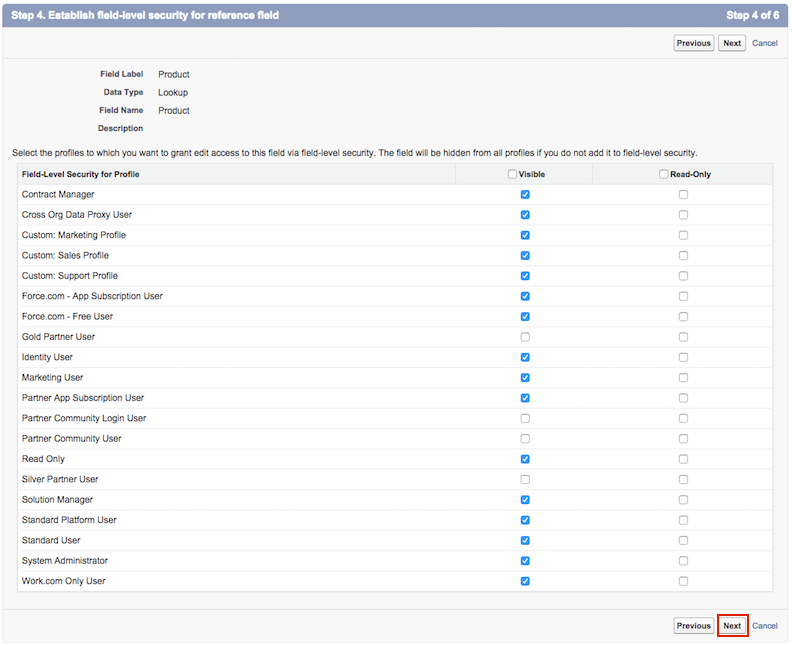 Step 4. Establish field-level security for reference field Step 4 of 6
Previous Next Cancel
Field Label Product
Data Type Lookup
Field Name Product
Description
Select the profiles to which you want to grant edit access to this field via field-level security. The field will be hidden from all profiles if you do not add it to field-level security.
Field-Level Security for Profile Visible Read-Only
Contract Manager
Cross Org Data Proxy User
Custom: Marketing Profile
Custom: Sales Profile
Custom: Support Profile
Force.com - App Subscription User
Force.com - Free User
Gold Partner User
Identity User
Marketing User
Partner App Subscription User
Partner Community Login User
Partner Community User
Read Only
Silver Partner User
Solution Manager
Standard Platform User
Standard User
System Administrator
Work.com Only User
Previous Next Cancel